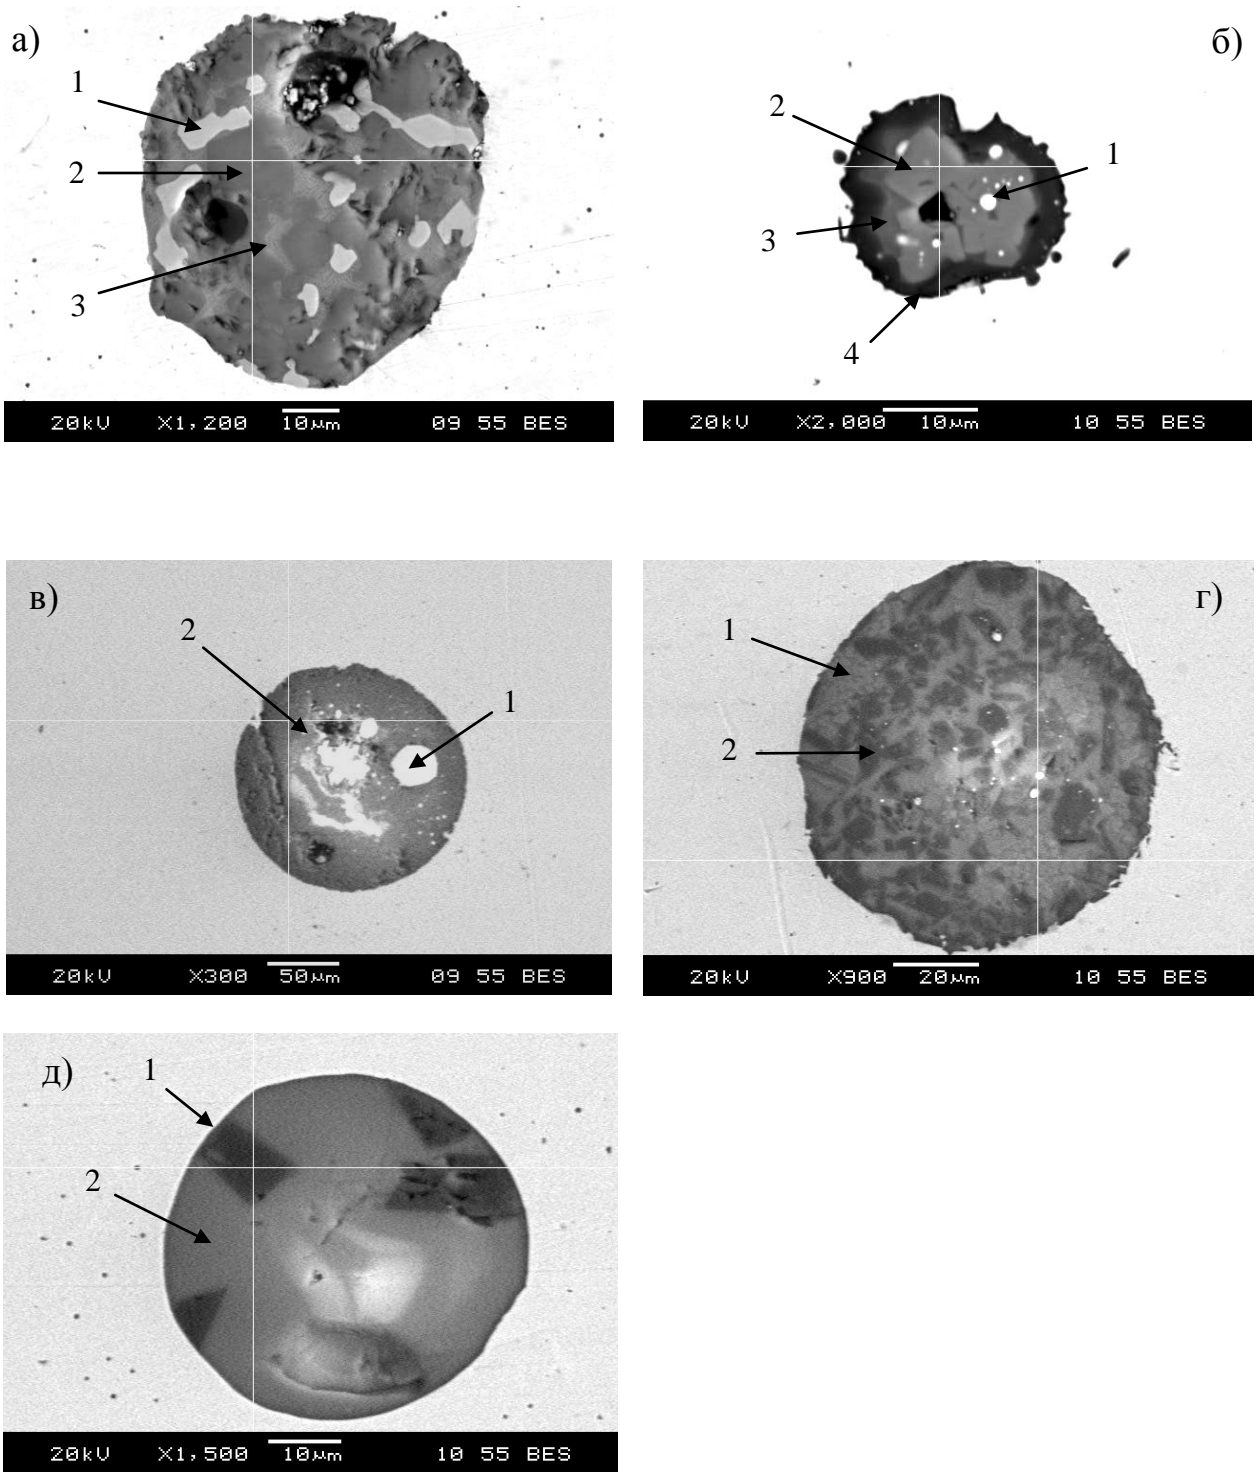 а)
1
2
3
20kV X1,200 10µm 09 55 BES
б)
2
1
3
4
20kV X2,000 10µm 10 55 BES
в)
2
1
20kV X300 50µm 09 55 BES
г)
1
2
20kV X900 20µm 10 55 BES
д)
1
2
20kV X1,500 10µm 10 55 BES